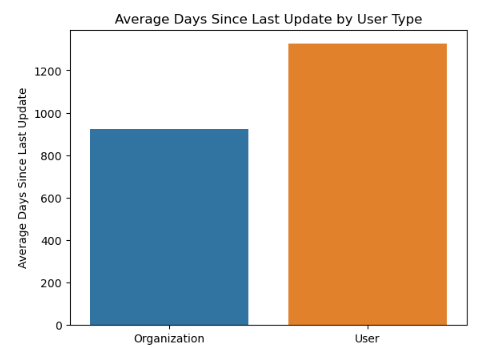 Average Days Since Last Update by User Type
Average Days Since Last Update
1200
1000
800
600
400
200
0
Organization
User